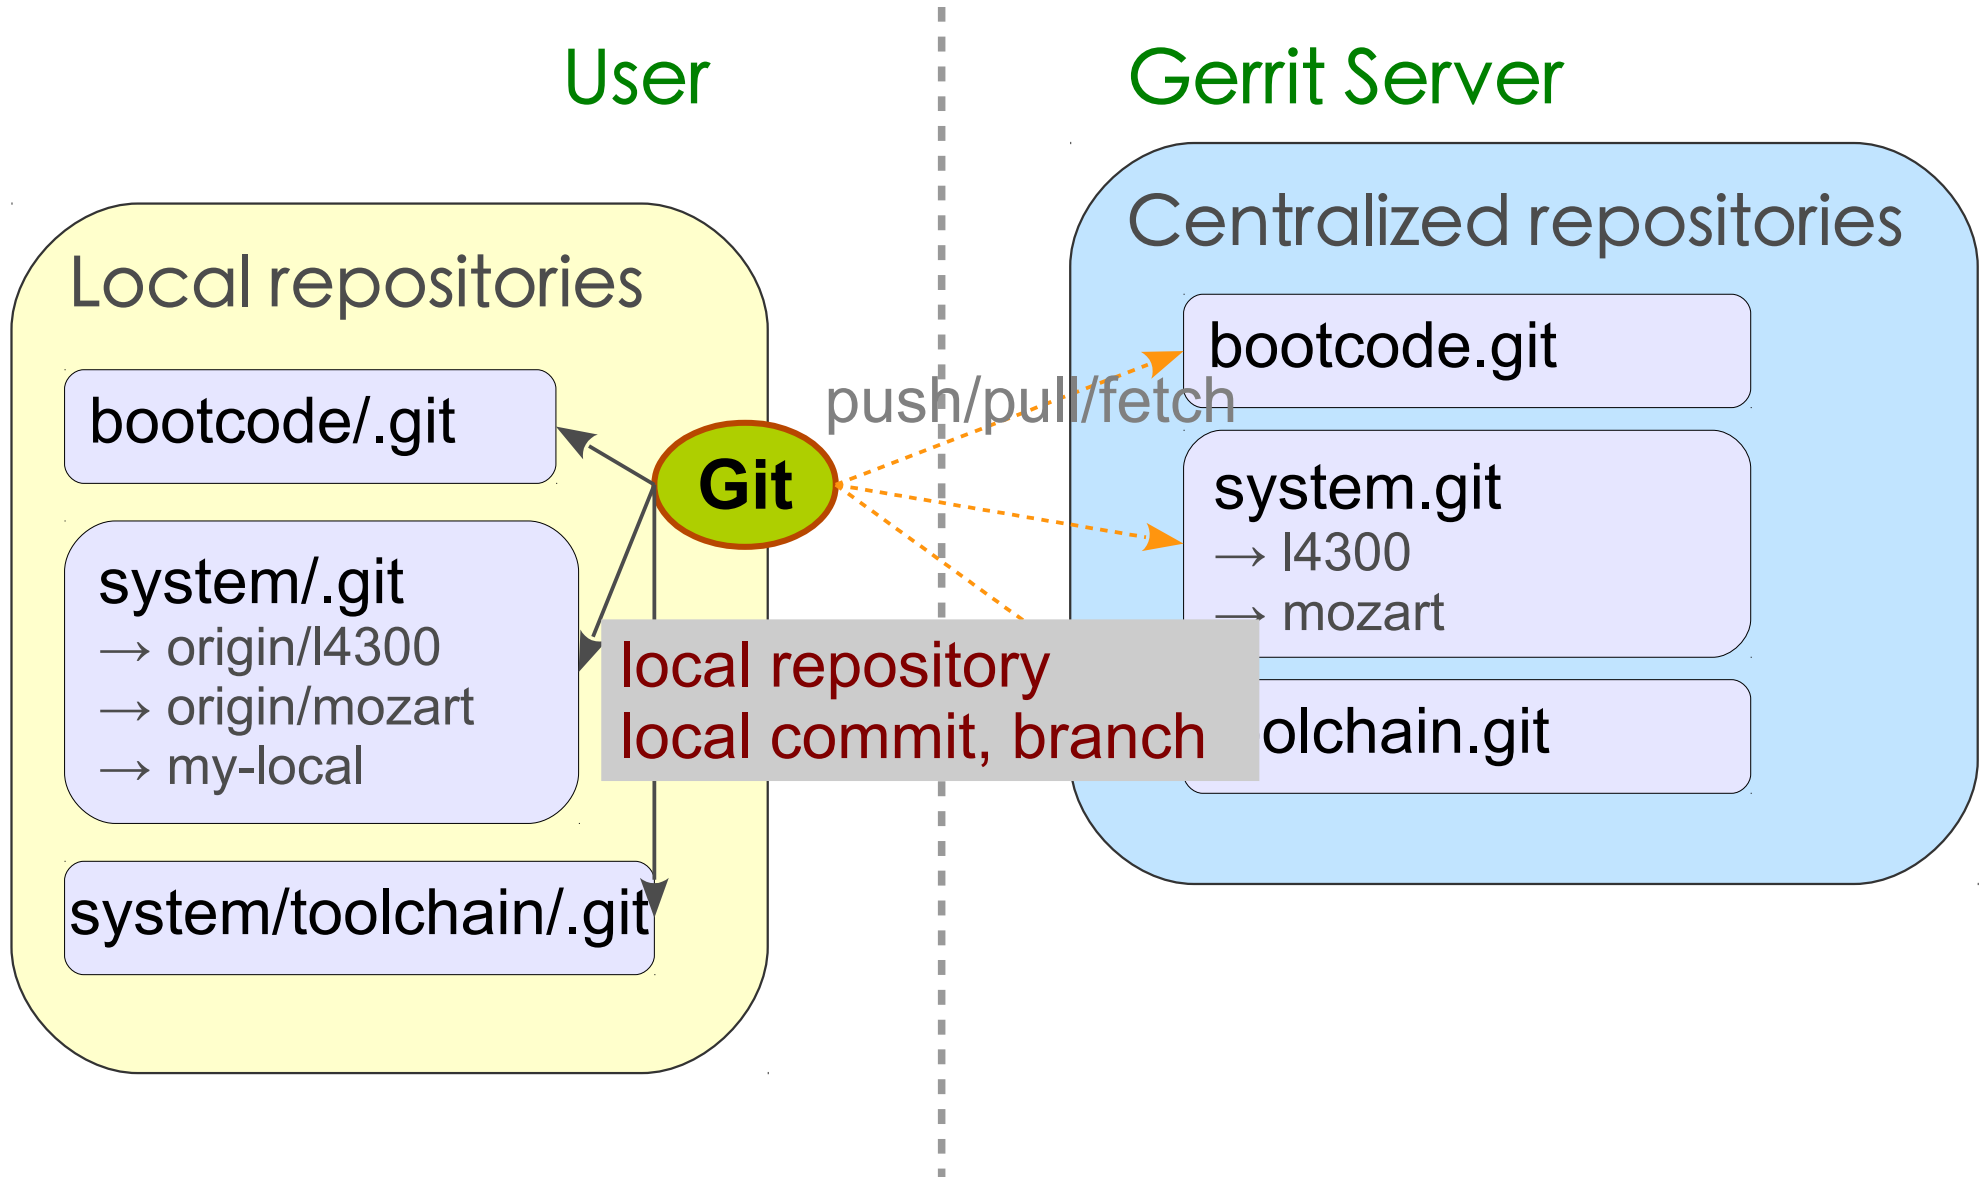 User
Gerrit Server
Local repositories
bootcode/.git
system/.git
→ origin/l4300
→ origin/mozart
→ my-local
system/toolchain/.git
Git
push/pull/fetch
local repository
local commit, branch
Centralized repositories
bootcode.git
system.git
→ l4300
→ mozart
olchain.git